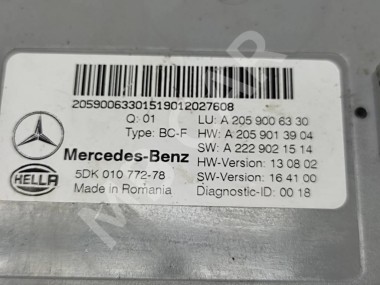 2059006330151901202​7608
Q: 01
LU: A 205 900 63 30
Type: BC-F
HW: A 205 901 39 04
SW: A 222 902 15 14
Mercedes-Benz
HW-Version: 13 08 02
HELLA
5DK 010 772-78
SW-Version: 16 41 00
Made in Romania
Diagnostic-ID: 00 18